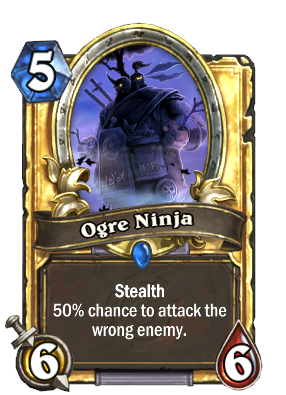 5
Ogre Ninja
Stealth
50% chance to attack the
wrong enemy.
6
6